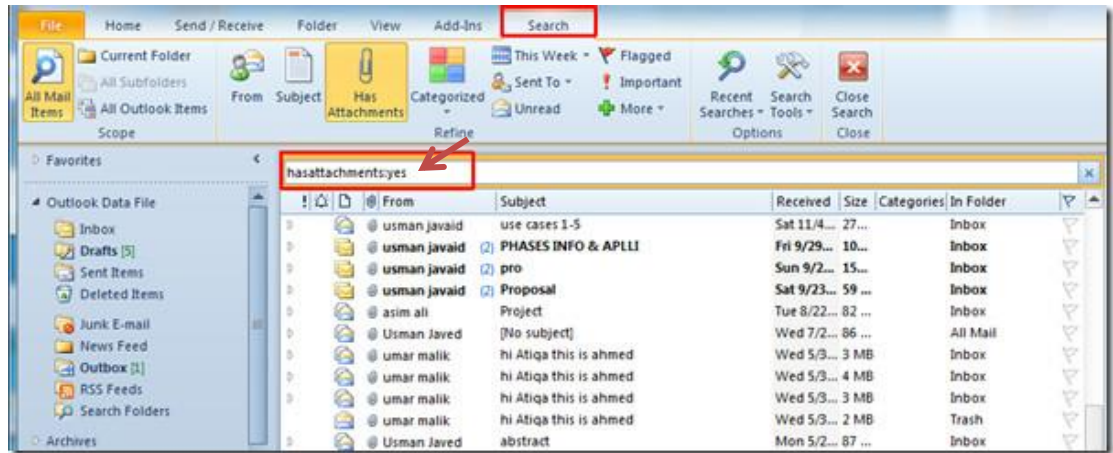 File Home Send / Receive Folder View Add-Ins Search
All Mail Items
Current Folder
All Subfolders
All Outlook Items
Scope
From
Subject
Has Attachments
Categorized
This Week
Sent To
Unread
Flagged
Important
More
Refine
Recent Searches
Search Tools
Options
Close Search
Close
Favorites
hasattachments:yes
Outlook Data File
Inbox
Drafts [5]
Sent Items
Deleted Items
Junk E-mail
News Feed
Outbox [1]
RSS Feeds
Search Folders
Archives
! From Subject Received Size Categories In Folder
usman javaid use cases 1-5 Sat 11/4... 27... Inbox
usman javaid (2) PHASES INFO & APLLI Fri 9/29... 10... Inbox
usman javaid (2) pro Sun 9/2... 15... Inbox
usman javaid (2) Proposal Sat 9/23... 59 ... Inbox
asim ali Project Tue 8/22... 82 ... Inbox
Usman Javed [No subject] Wed 7/2... 86 ... All Mail
umar malik hi Atiqa this is ahmed Wed 5/3... 3 MB Inbox
umar malik hi Atiqa this is ahmed Wed 5/3... 4 MB Inbox
umar malik hi Atiqa this is ahmed Wed 5/3... 3 MB Inbox
umar malik hi Atiqa this is ahmed Wed 5/3... 2 MB Trash
Usman Javed abstract Mon 5/2... 87 ... Inbox